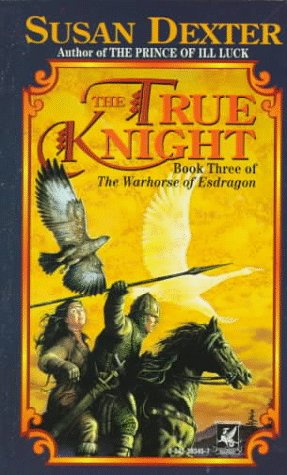 SUSAN DEXTER
Author of THE PRINCE OF ILL LUCK
THE TRUE
KNIGHT
Book Three of
The Warhorse of Esdragon